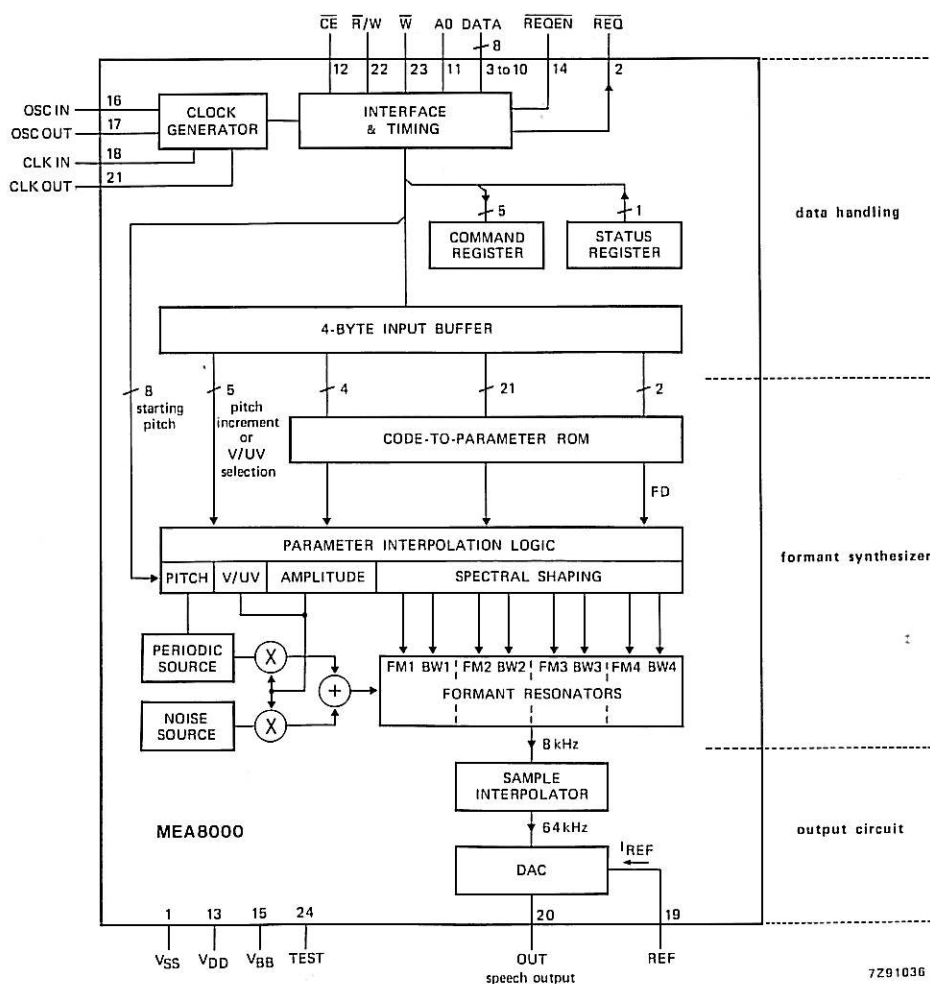 CE R/W W A0 DATA REQEN REQ
8
12 22 23 11 3 to 10 14 2
OSC IN 16
OSC OUT 17
CLK IN 18
CLK OUT 21
CLOCK
GENERATOR
INTERFACE
& TIMING
5
1
COMMAND
REGISTER
STATUS
REGISTER
data handling
4-BYTE INPUT BUFFER
8
starting
pitch
5
pitch
increment
or
V/UV
selection
4
21
2
CODE-TO-PARAMETER ROM
FD
PARAMETER INTERPOLATION LOGIC
PITCH V/UV AMPLITUDE SPECTRAL SHAPING
formant synthesizer
PERIODIC
SOURCE
X
+
NOISE
SOURCE
X
FM1 BW1 FM2 BW2 FM3 BW3 FM4 BW4
FORMANT RESONATORS
8 kHz
SAMPLE
INTERPOLATOR
64 kHz
MEA8000
output circuit
DAC
IREF
1 13 15 24 20 19
VSS VDD VBB TEST OUT REF
speech output
7Z91036